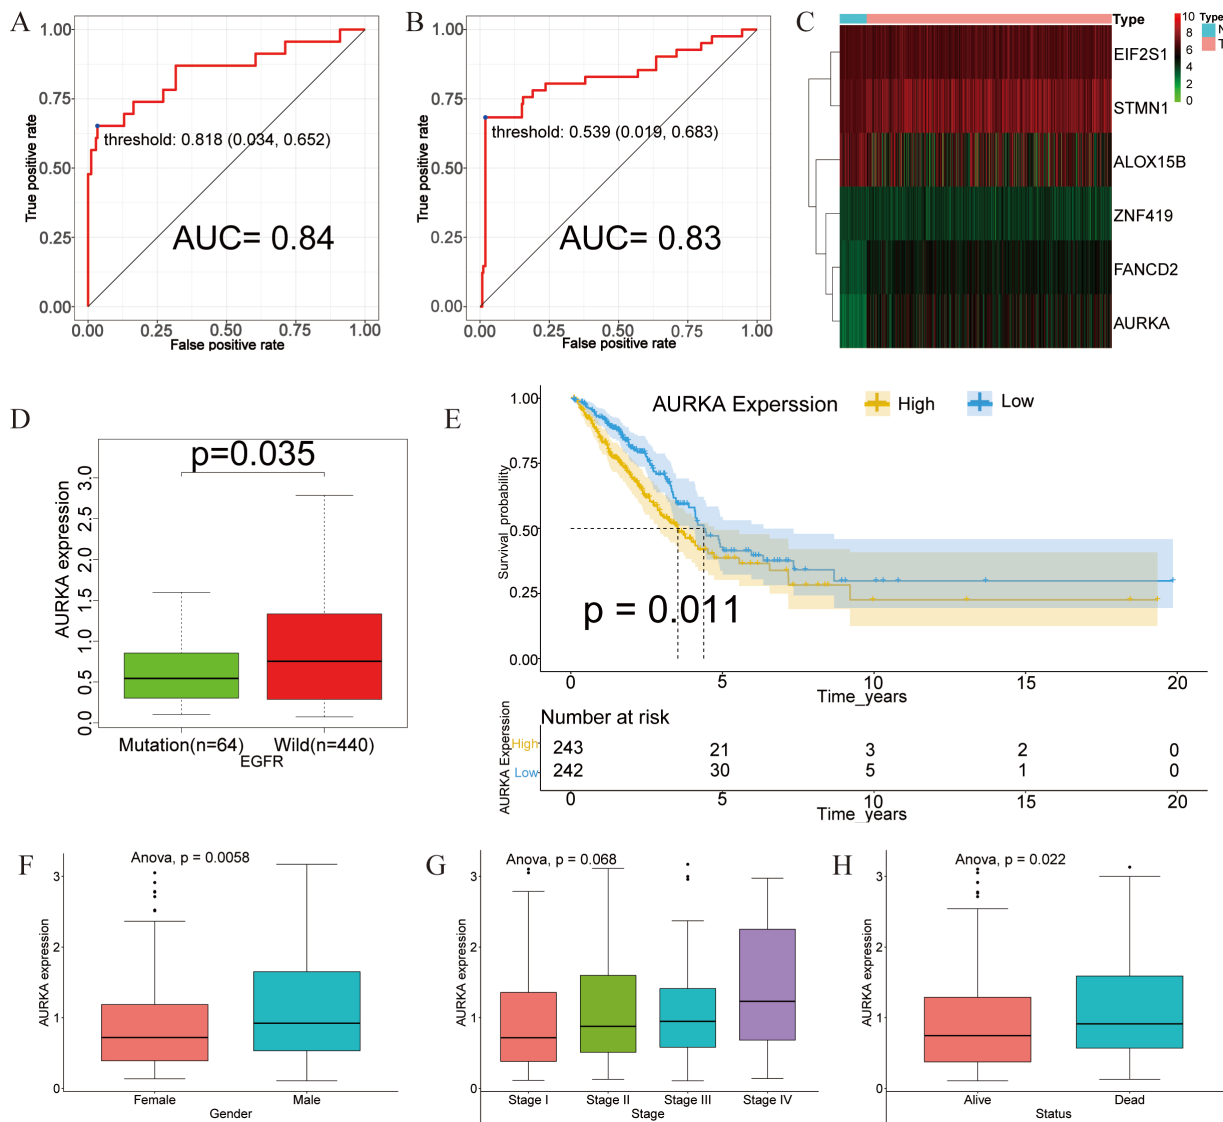 A
1.00
0.75
0.50
0.25
0.00
True positive rate
threshold: 0.818 (0.034, 0.652)
AUC= 0.84
0.00 0.25 0.50 0.75 1.00
False positive rate
B
1.00
0.75
0.50
0.25
0.00
True positive rate
threshold: 0.539 (0.019, 0.683)
AUC= 0.83
0.00 0.25 0.50 0.75 1.00
False positive rate
C
Type
EIF2S1
STMN1
ALOX15B
ZNF419
FANCD2
AURKA
10
8
6
4
2
0
Type
N
T
D
p=0.035
AURKA expression
3.0
2.5
2.0
1.5
1.0
0.5
0.0
Mutation(n=64) Wild(n=440)
EGFR
E
AURKA Experssion High Low
Survival probability
1.00
0.75
0.50
0.25
0.00
p = 0.011
0 5 10 15 20
Time_years
Number at risk
AURKA Experssion
High 243 21 3 2 0
Low 242 30 5 1 0
0 5 10 15 20
Time_years
F
Anova, p = 0.0058
AURKA expression
3
2
1
0
Female Male
Gender
G
Anova, p = 0.068
AURKA expression
3
2
1
0
Stage I Stage II Stage III Stage IV
Stage
H
Anova, p = 0.022
AURKA expression
3
2
1
0
Alive Dead
Status